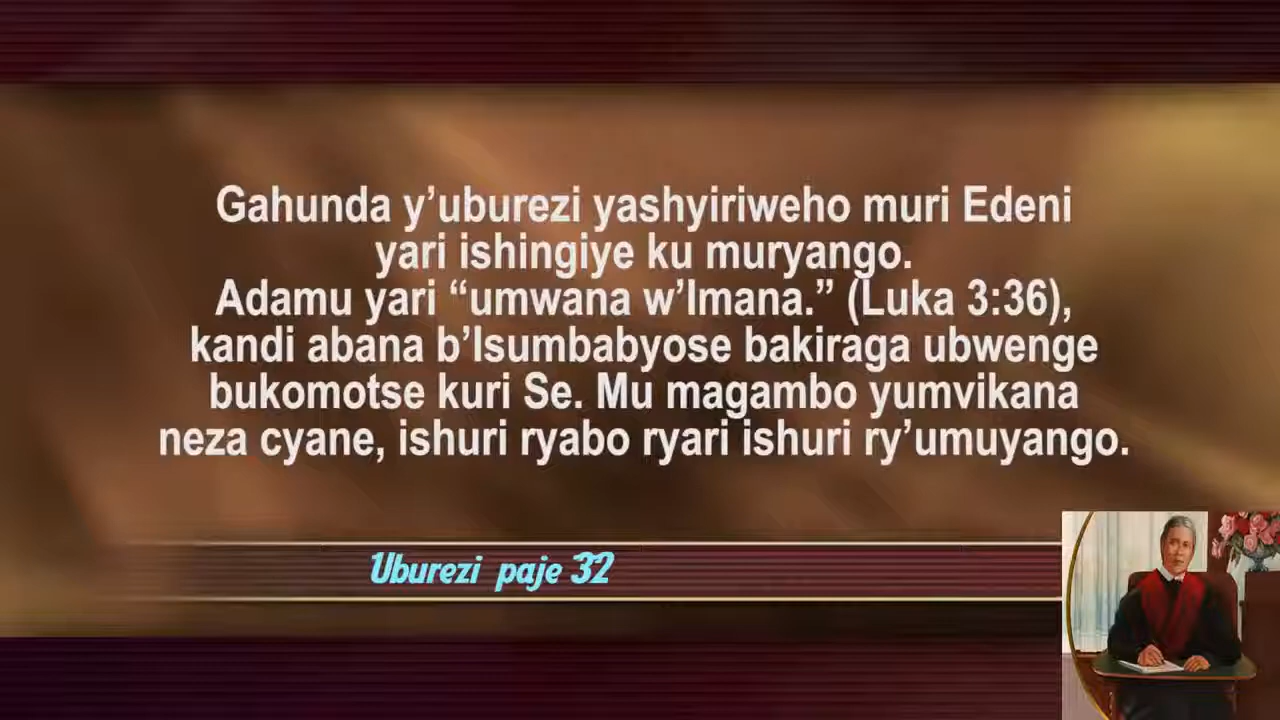 Gahunda y’uburezi yashyiriweho muri Edeni
yari ishingiye ku muryango.
Adamu yari “umwana w’Imana.” (Luka 3:36),
kandi abana b’Isumbabyose bakiraga ubwenge
bukomotse kuri Se. Mu magambo yumvikana
neza cyane, ishuri ryabo ryari ishuri ry’umuyango.
Uburezi paje 32